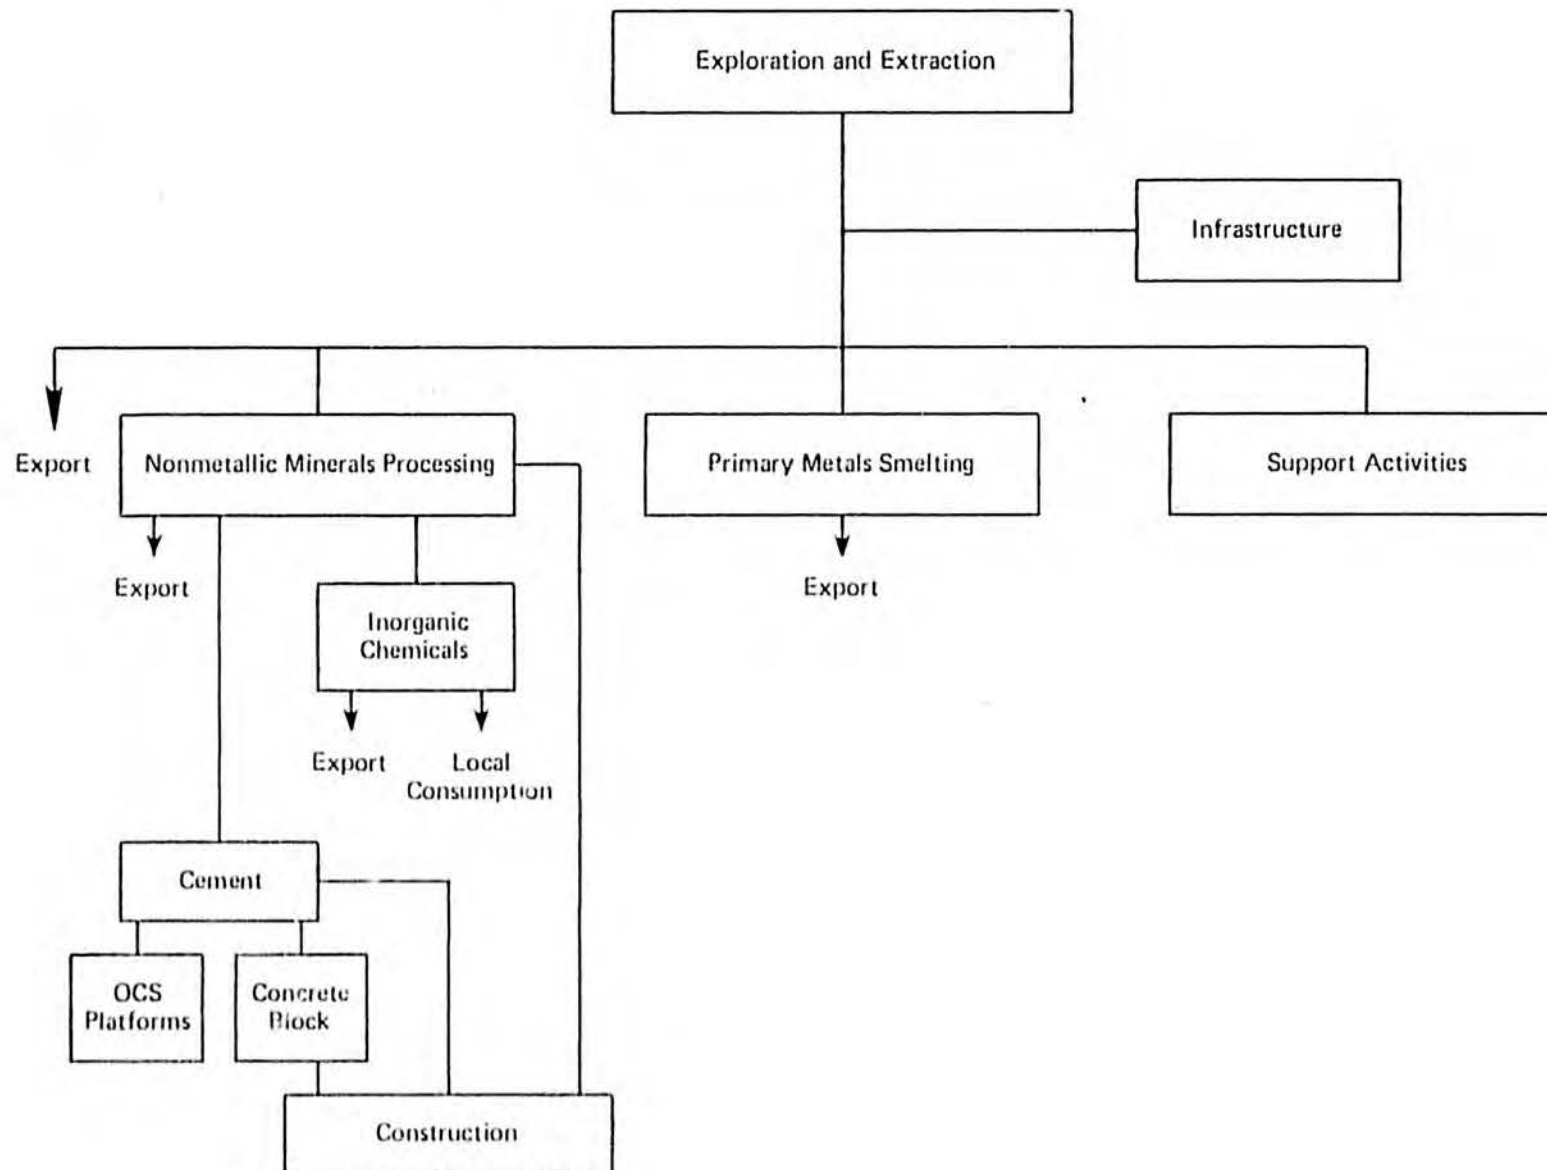 Exploration and Extraction
Infrastructure
Export
Nonmetallic Minerals Processing
Primary Metals Smelting
Support Activities
Export
Inorganic
Chemicals
Export
Export
Local
Consumption
Cement
OCS
Platforms
Concrete
Block
Construction